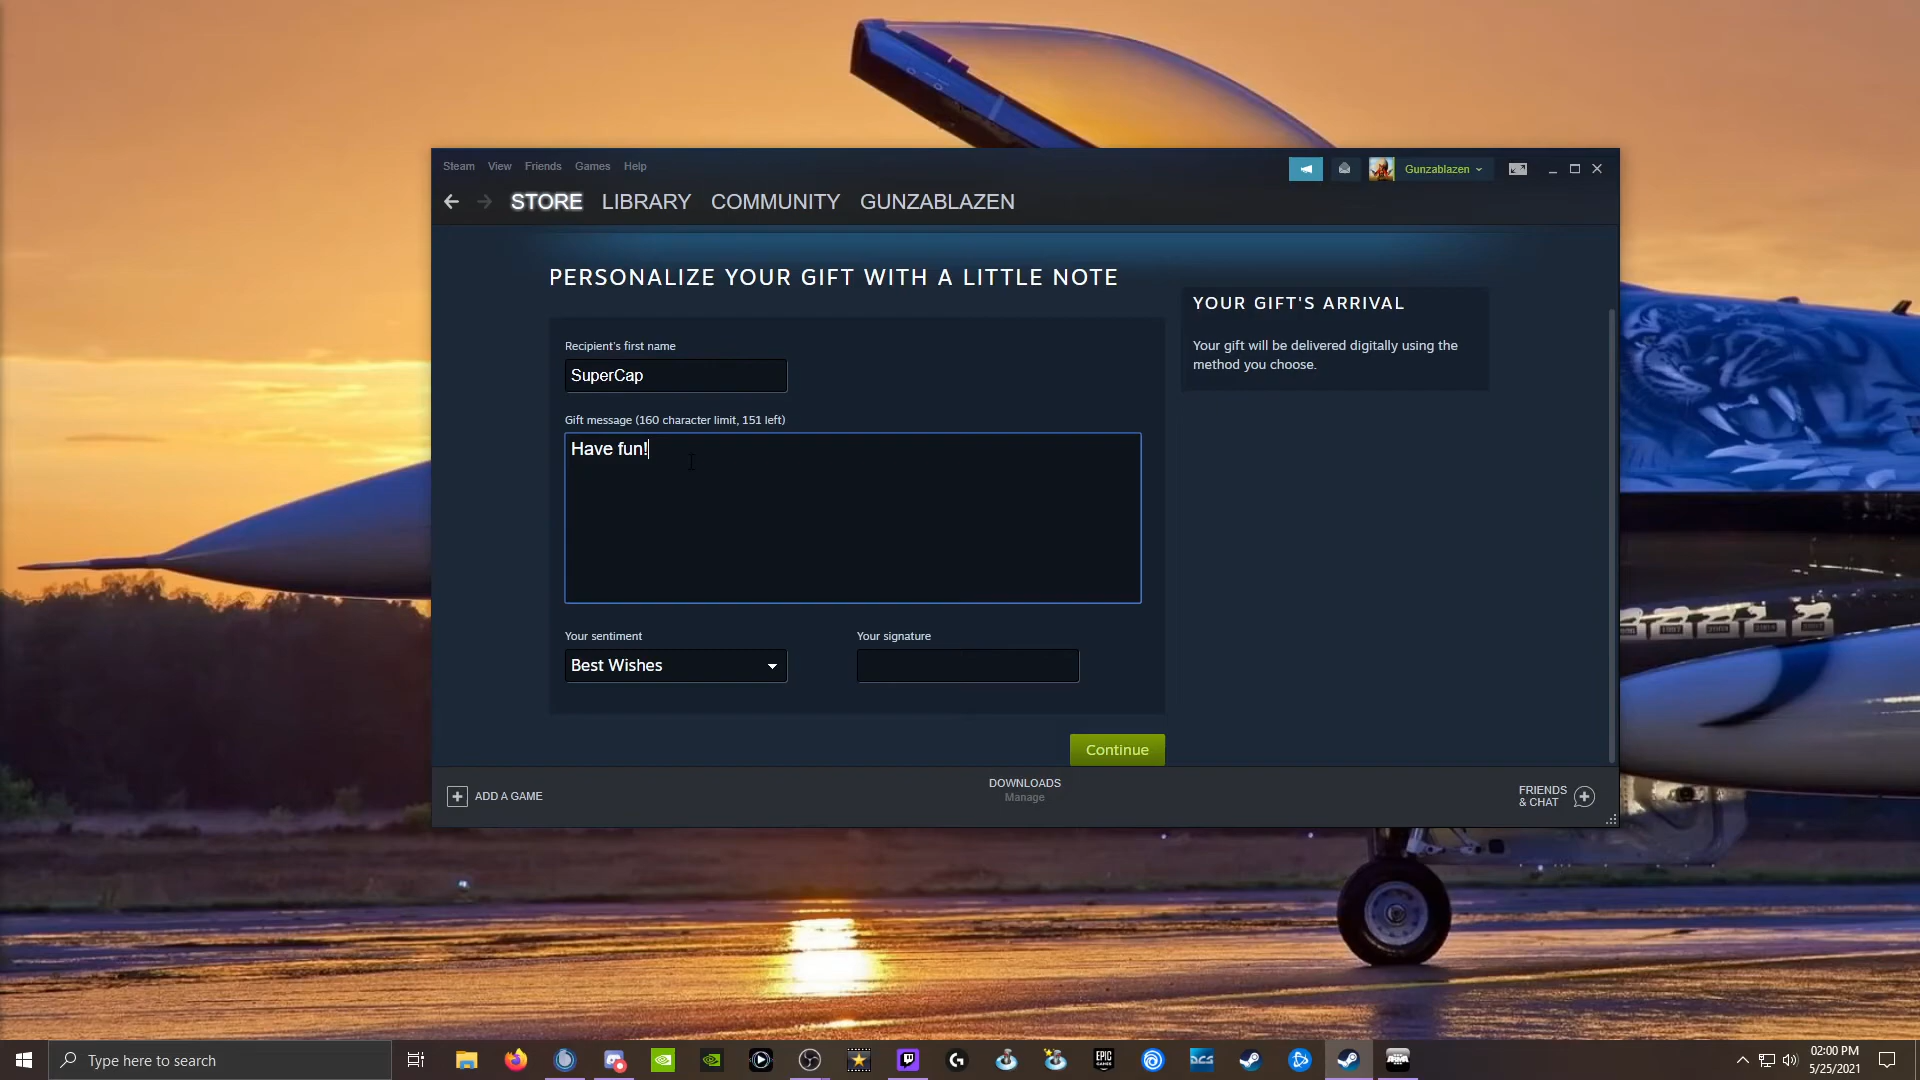 Steam View Friends Games Help
Gunzablazen
STORE LIBRARY COMMUNITY GUNZABLAZEN
PERSONALIZE YOUR GIFT WITH A LITTLE NOTE
Recipient's first name
SuperCap
Gift message (160 character limit, 151 left)
Have fun!
Your sentiment
Best Wishes
Your signature
Continue
YOUR GIFT'S ARRIVAL
Your gift will be delivered digitally using the
method you choose.
ADD A GAME
DOWNLOADS
Manage
FRIENDS
& CHAT
Type here to search
EPIC
GAMES
DCS
02:00 PM
5/25/2021